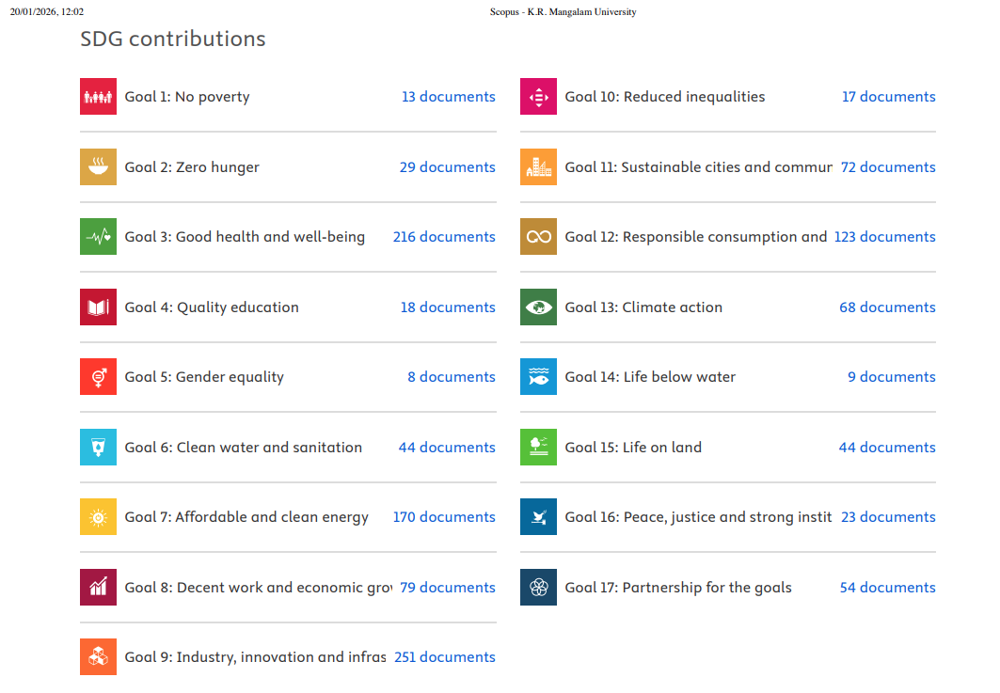 20/01/2026, 12:02
Scopus - K.R. Mangalam University
SDG contributions
Goal 1: No poverty 13 documents
Goal 2: Zero hunger 29 documents
Goal 3: Good health and well-being 216 documents
Goal 4: Quality education 18 documents
Goal 5: Gender equality 8 documents
Goal 6: Clean water and sanitation 44 documents
Goal 7: Affordable and clean energy 170 documents
Goal 8: Decent work and economic grov 79 documents
Goal 9: Industry, innovation and infras 251 documents
Goal 10: Reduced inequalities 17 documents
Goal 11: Sustainable cities and commun 72 documents
Goal 12: Responsible consumption and 123 documents
Goal 13: Climate action 68 documents
Goal 14: Life below water 9 documents
Goal 15: Life on land 44 documents
Goal 16: Peace, justice and strong instit 23 documents
Goal 17: Partnership for the goals 54 documents